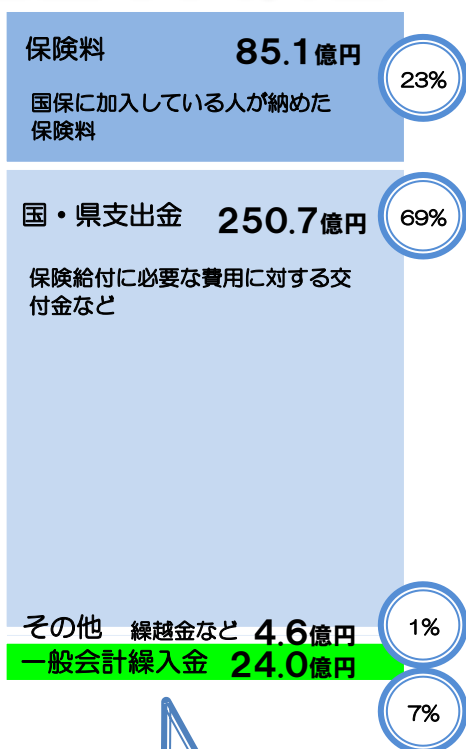 保険料 85.1億円 23%
国保に加入している人が納めた
保険料
国・県支出金 250.7億円 69%
保険給付に必要な費用に対する交
付金など
その他 繰越金など 4.6億円 1%
一般会計繰入金 24.0億円
7%